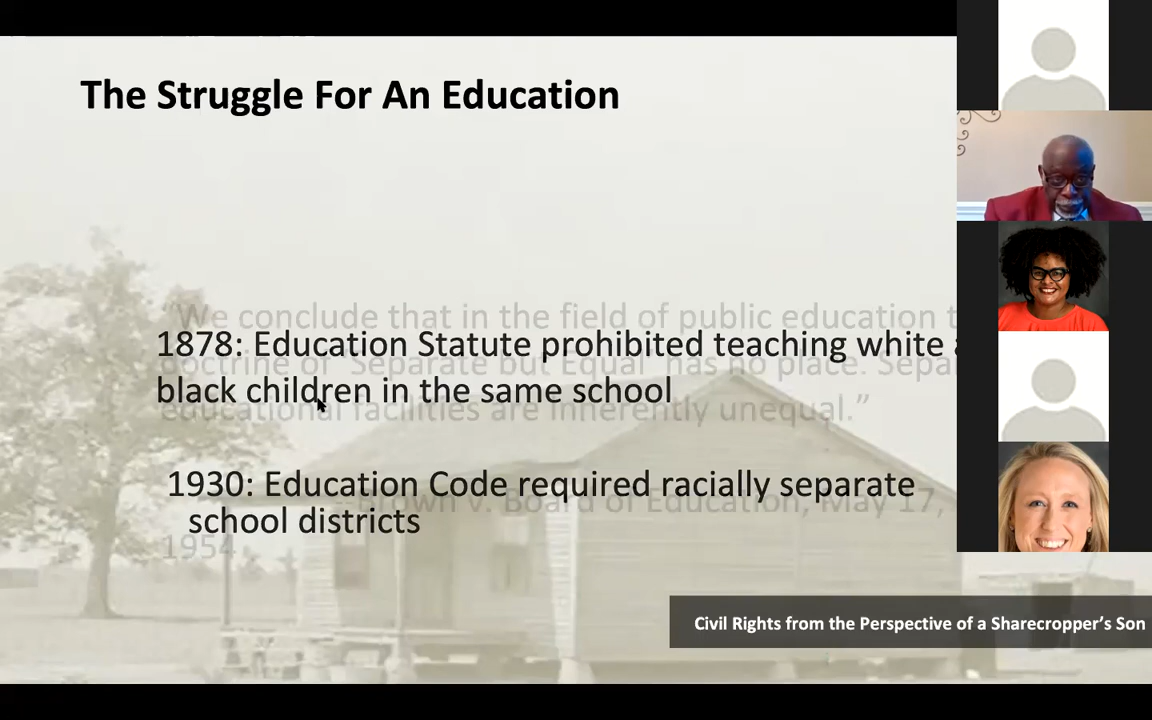 The Struggle For An Education
“We conclude that in the field of public education t
1878: Education Statute prohibited teaching white
doctrine of “Separate but Equal” has no place. Separ
black children in the same school
educational facilities are inherently unequal.”
1930: Education Code required racially separate
Brown v. Board of Education, May 17,
school districts
1954
Civil Rights from the Perspective of a Sharecropper’s Son